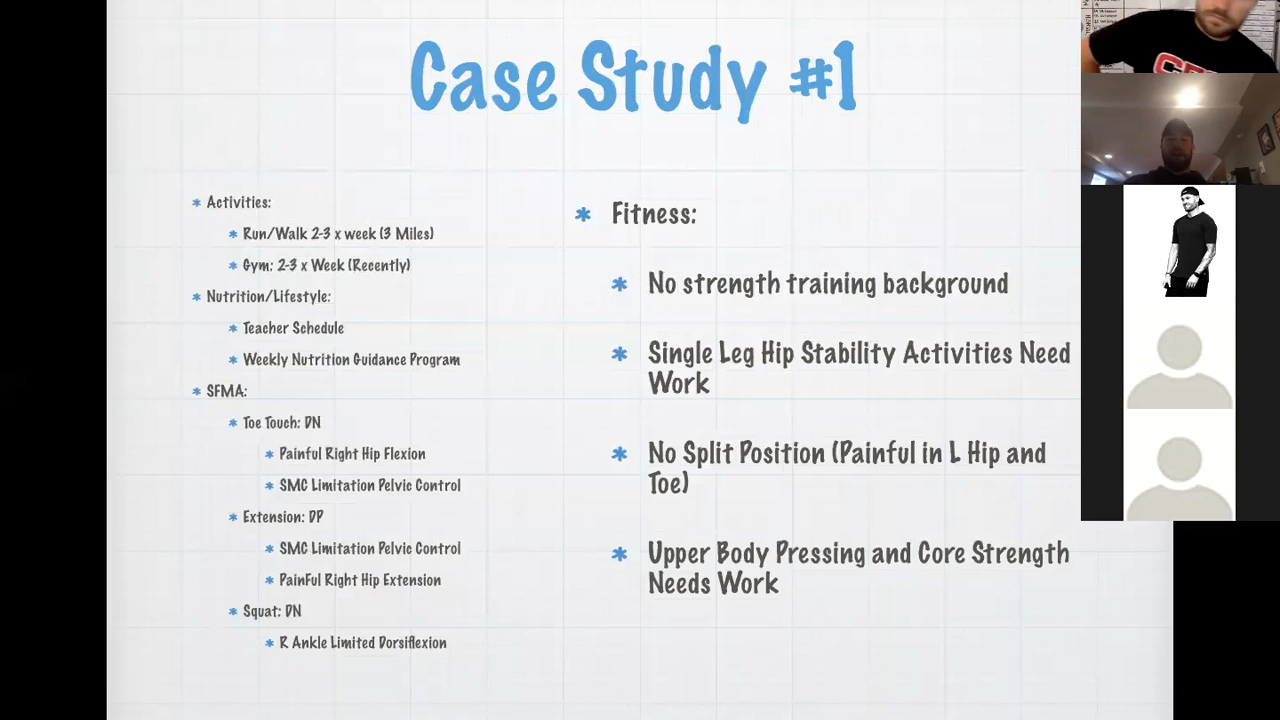 Case Study #1
* Activities:
* Run/Walk 2-3 x week (3 Miles)
* Gym: 2-3 x Week (Recently)
* Nutrition/Lifestyle:
* Teacher Schedule
* Weekly Nutrition Guidance Program
* SFMA:
* Toe Touch: DN
* Painful Right Hip Flexion
* SMC Limitation Pelvic Control
* Extension: DP
* SMC Limitation Pelvic Control
* PainFul Right Hip Extension
* Squat: DN
* R Ankle Limited Dorsiflexion
* Fitness:
* No strength training background
* Single Leg Hip Stability Activities Need
Work
* No Split Position (Painful in L Hip and
Toe)
* Upper Body Pressing and Core Strength
Needs Work